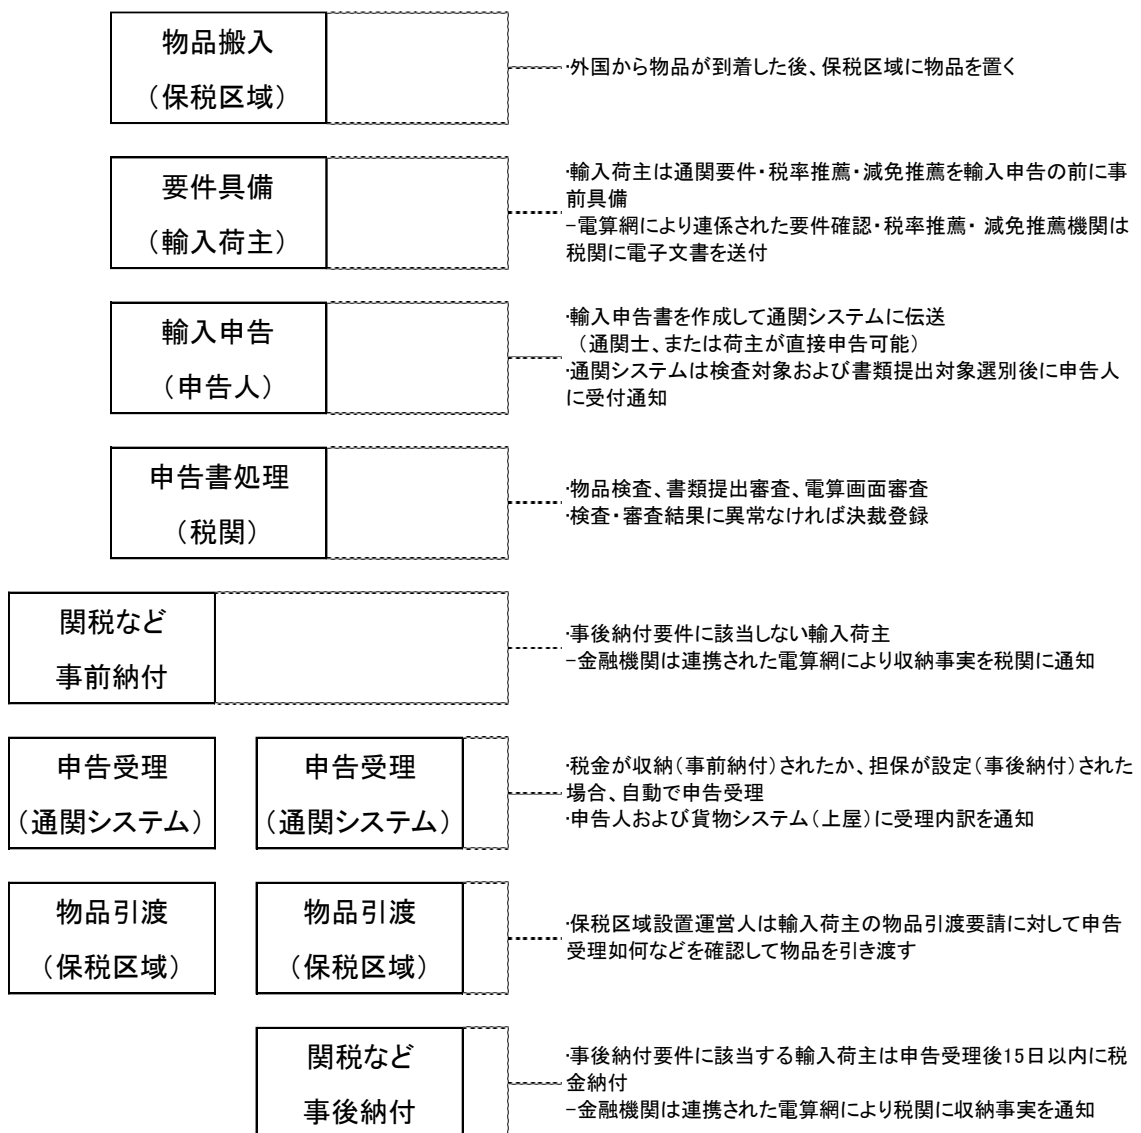 物品搬入
（保税区域）
·外国から物品が到着した後、保税区域に物品を置く
要件具備
（輸入荷主）
·輸入荷主は通関要件・税率推薦・減免推薦を輸入申告の前に事
前具備
−電算網により連係された要件確認・税率推薦・ 減免推薦機関は
税関に電子文書を送付
輸入申告
（申告人）
·輸入申告書を作成して通関システムに伝送
（通関士、または荷主が直接申告可能）
·通関システムは検査対象および書類提出対象選別後に申告人
に受付通知
申告書処理
（税関）
·物品検査、書類提出審査、電算画面審査
·検査・審査結果に異常なければ決裁登録
関税など
事前納付
·事後納付要件に該当しない輸入荷主
−金融機関は連携された電算網により収納事実を税関に通知
申告受理
（通関システム）
申告受理
（通関システム）
·税金が収納（事前納付）されたか、担保が設定（事後納付）された
場合、自動で申告受理
·申告人および貨物システム（上屋）に受理内訳を通知
物品引渡
（保税区域）
物品引渡
（保税区域）
·保税区域設置運営人は輸入荷主の物品引渡要請に対して申告
受理如何などを確認して物品を引き渡す
関税など
事後納付
·事後納付要件に該当する輸入荷主は申告受理後15日以内に税
金納付
−金融機関は連携された電算網により税関に収納事実を通知